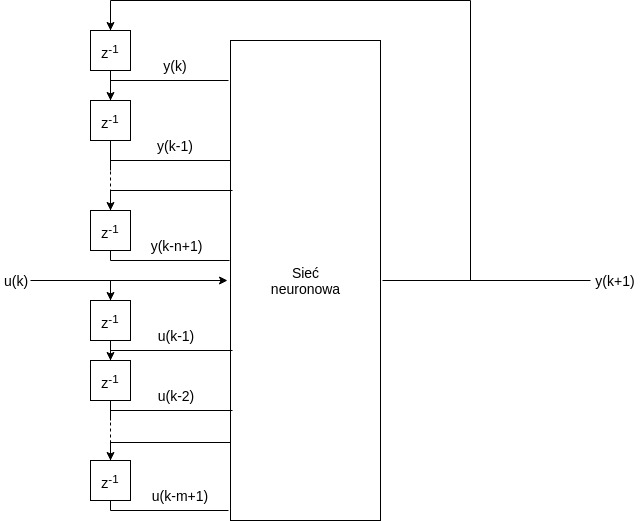 z⁻¹
y(k)
z⁻¹
y(k-1)
z⁻¹
y(k-n+1)
u(k)
Sieć
neuronowa
y(k+1)
z⁻¹
u(k-1)
z⁻¹
u(k-2)
z⁻¹
u(k-m+1)